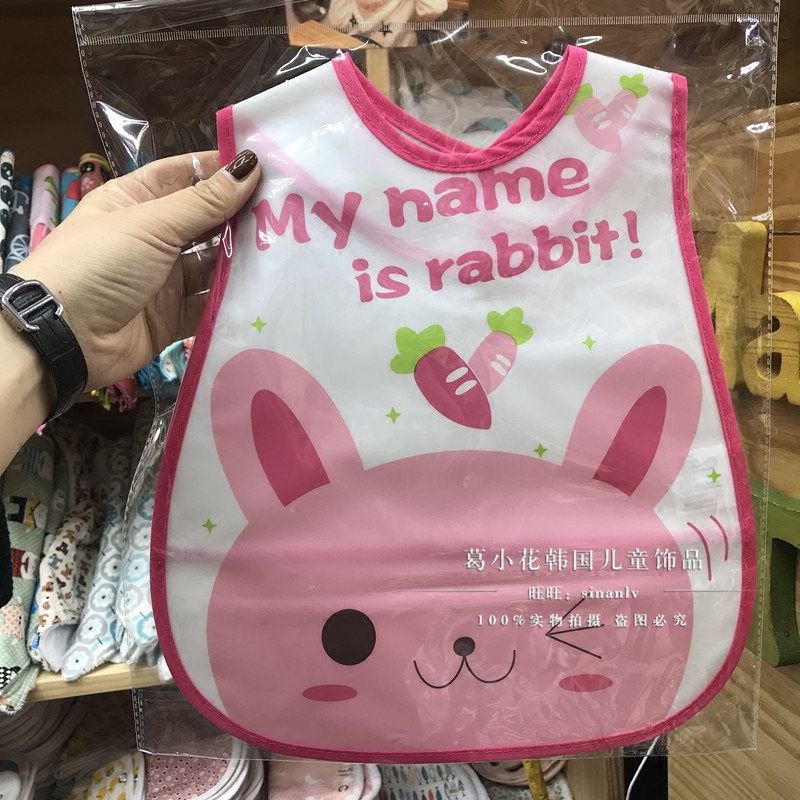 My name
is rabbit!
葛小花韩国儿童饰品
旺旺：sinanlv
100%实物拍摄 盗图必究